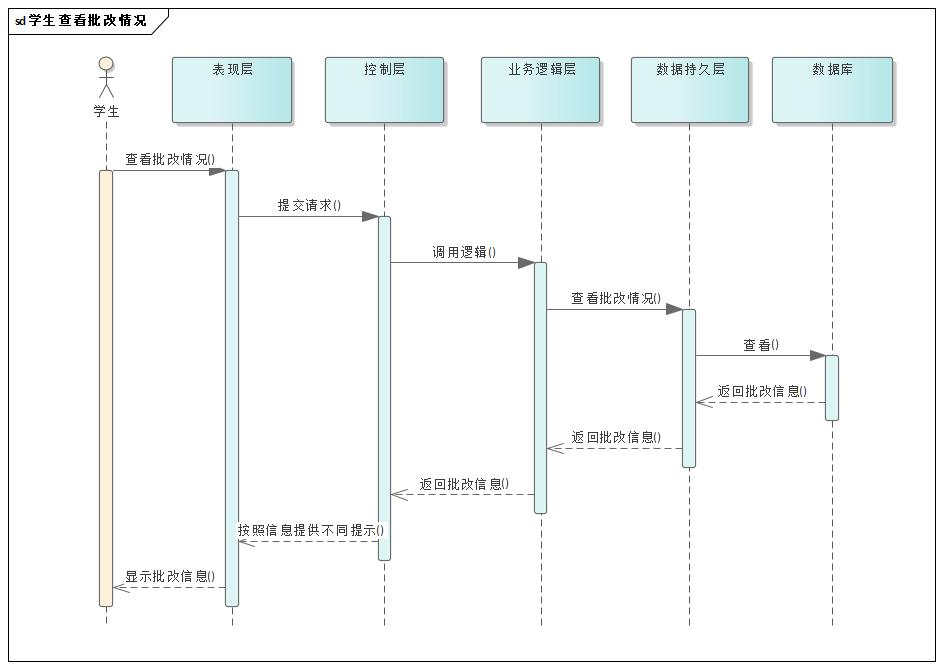 sd 学生查看批改情况
表现层
控制层
业务逻辑层
数据持久层
数据库
学生
查看批改情况()
提交请求()
调用逻辑()
查看批改情况()
查看()
返回批改信息()
返回批改信息()
返回批改信息()
按照信息提供不同提示()
显示批改信息()